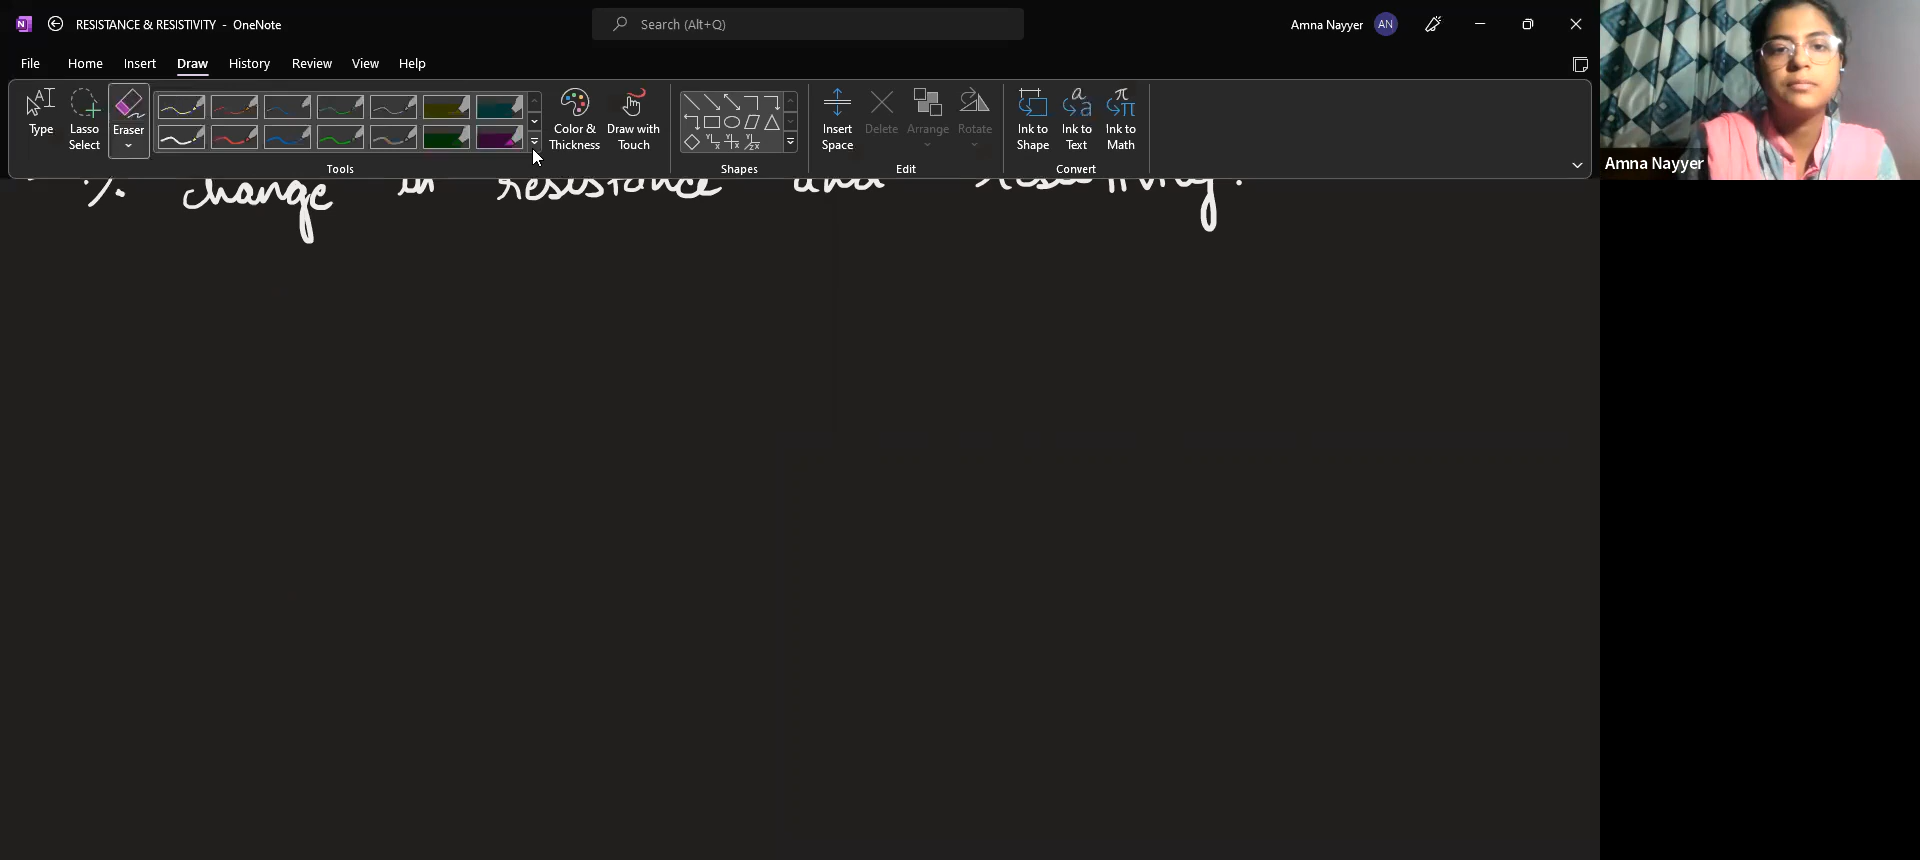 RESISTANCE & RESISTIVITY - OneNote
Search (Alt+Q)
Amna Nayyer AN
File Home Insert Draw History Review View Help
Type
Lasso Select
Eraser
Color & Thickness
Draw with Touch
Insert Space
Delete
Arrange
Rotate
Ink to Shape
Ink to Text
Ink to Math
Tools Shapes Edit Convert
Amna Nayyer
% change in resistance and resistivity?